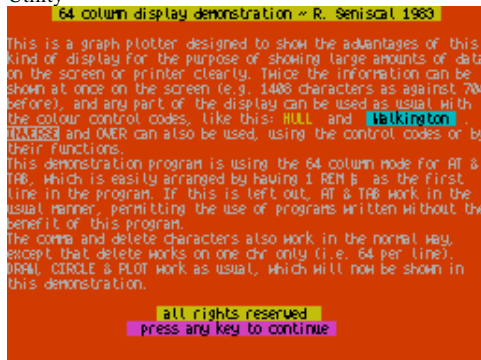 Utility
64 column display demonstration ~ R. Seniscal 1983
This is a graph plotter designed to show the advantages of this
kind of display for the purpose of showing large amounts of data
on the screen or printer clearly. Twice the information can be
shown at once on the screen (e.g. 1408 characters as against 704
before), and any part of the display can be used as usual with
the colour control codes, like this: HULL and Walkington .
INVERSE and OVER can also be used, using the control codes or by
their functions.
This demonstration program is using the 64 column mode for AT &
TAB, which is easily arranged by having 1 REM as the first
line in the program. If this is left out, AT & TAB work in the
usual manner, permitting the use of programs written without the
benefit of this program.
The comma and delete characters also work in the normal way,
except that delete works on one chr only (i.e. 64 per line).
DRAW, CIRCLE & PLOT work as usual, which will now be shown in
this demonstration.
all rights reserved
press any key to continue